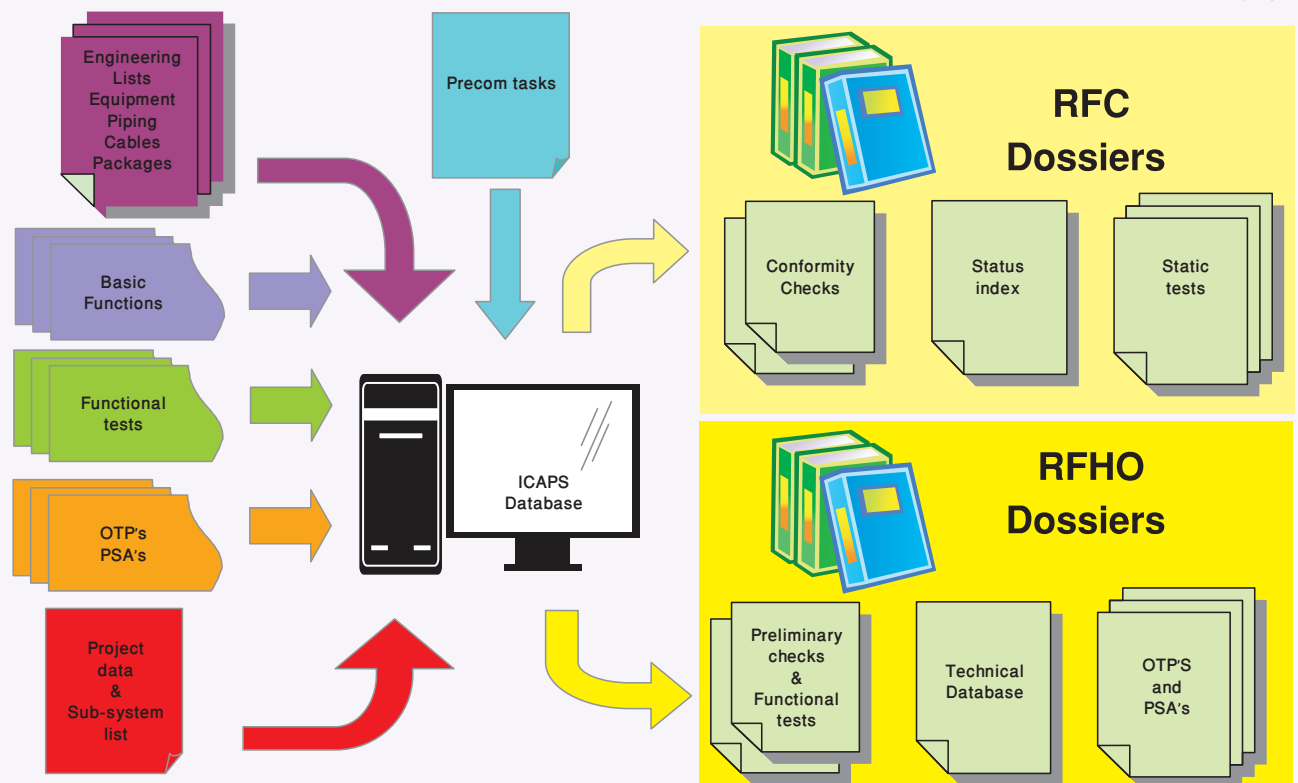 Engineering
Lists
Equipment
Piping
Cables
Packages
Precom tasks
Basic
Functions
Functional
tests
OTP's
PSA's
Project
data
&
Sub-system
list
ICAPS
Database
RFC
Dossiers
Conformity
Checks
Status
index
Static
tests
RFHO
Dossiers
Preliminary
checks
&
Functional
tests
Technical
Database
OTP'S
and
PSA's